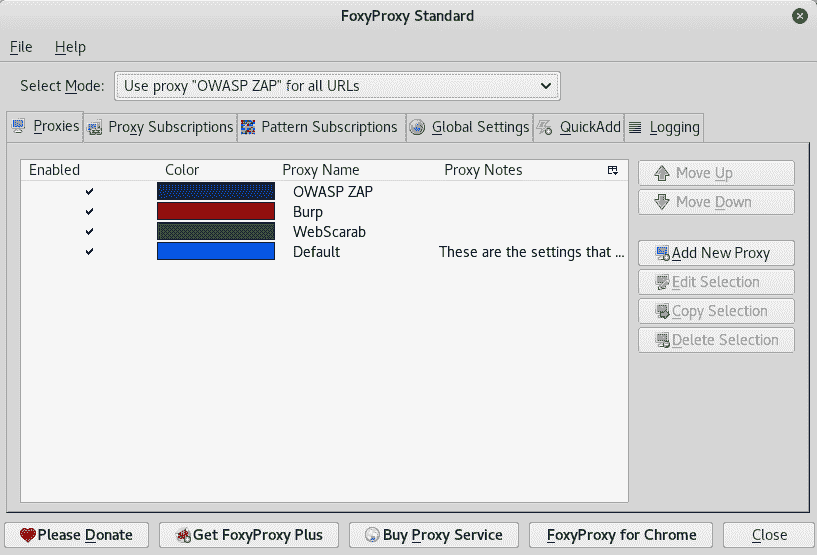 FoxyProxy Standard
File Help
Select Mode: Use proxy "OWASP ZAP" for all URLs
Proxies Proxy Subscriptions Pattern Subscriptions Global Settings QuickAdd Logging
Enabled Color Proxy Name Proxy Notes
OWASP ZAP
Burp
WebScarab
Default These are the settings that ...
Move Up
Move Down
Add New Proxy
Edit Selection
Copy Selection
Delete Selection
Please Donate Get FoxyProxy Plus Buy Proxy Service FoxyProxy for Chrome Close